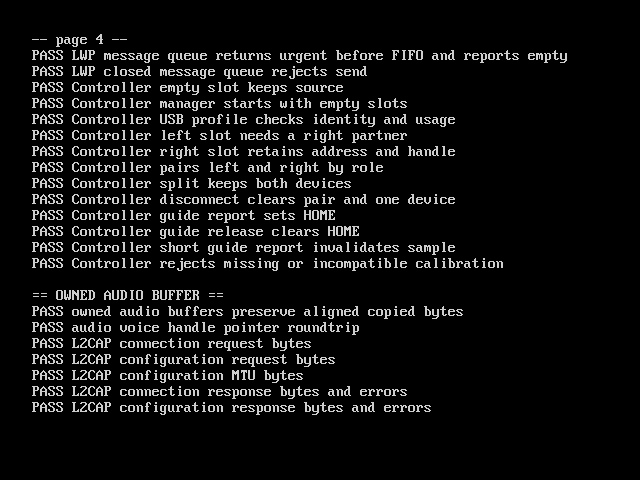 -- page 4 --
PASS LWP message queue returns urgent before FIFO and reports empty
PASS LWP closed message queue rejects send
PASS Controller empty slot keeps source
PASS Controller manager starts with empty slots
PASS Controller USB profile checks identity and usage
PASS Controller left slot needs a right partner
PASS Controller right slot retains address and handle
PASS Controller pairs left and right by role
PASS Controller split keeps both devices
PASS Controller disconnect clears pair and one device
PASS Controller guide report sets HOME
PASS Controller guide release clears HOME
PASS Controller short guide report invalidates sample
PASS Controller rejects missing or incompatible calibration
== OWNED AUDIO BUFFER ==
PASS owned audio buffers preserve aligned copied bytes
PASS audio voice handle pointer roundtrip
PASS L2CAP connection request bytes
PASS L2CAP configuration request bytes
PASS L2CAP configuration MTU bytes
PASS L2CAP connection response bytes and errors
PASS L2CAP configuration response bytes and errors